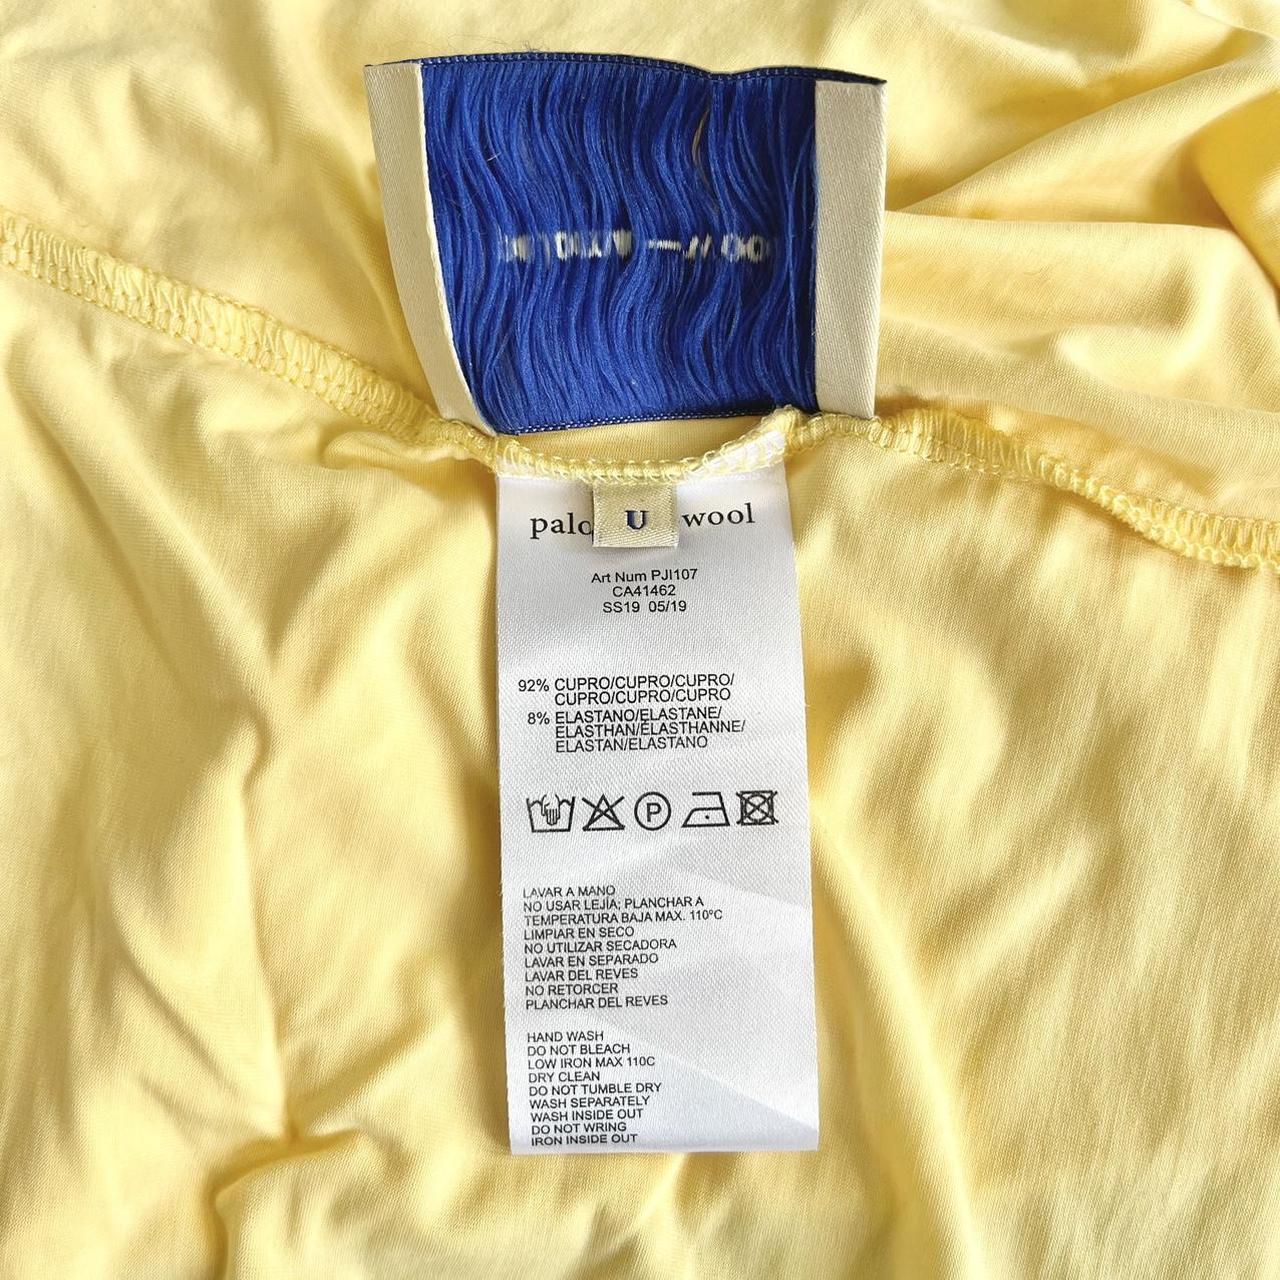 palo U wool
Art Num PJI107
CA41462
SS19 05/19
92% CUPRO/CUPRO/CUPRO/
CUPRO/CUPRO/CUPRO
8% ELASTANO/ELASTANE/
ELASTHAN/ELASTHANNE/
ELASTAN/ELASTANO
P
LAVAR A MANO
NO USAR LEJÍA; PLANCHAR A
TEMPERATURA BAJA MAX. 110ºC
LIMPIAR EN SECO
NO UTILIZAR SECADORA
LAVAR EN SEPARADO
LAVAR DEL REVES
NO RETORCER
PLANCHAR DEL REVES
HAND WASH
DO NOT BLEACH
LOW IRON MAX 110C
DRY CLEAN
DO NOT TUMBLE DRY
WASH SEPARATELY
WASH INSIDE OUT
DO NOT WRING
IRON INSIDE OUT